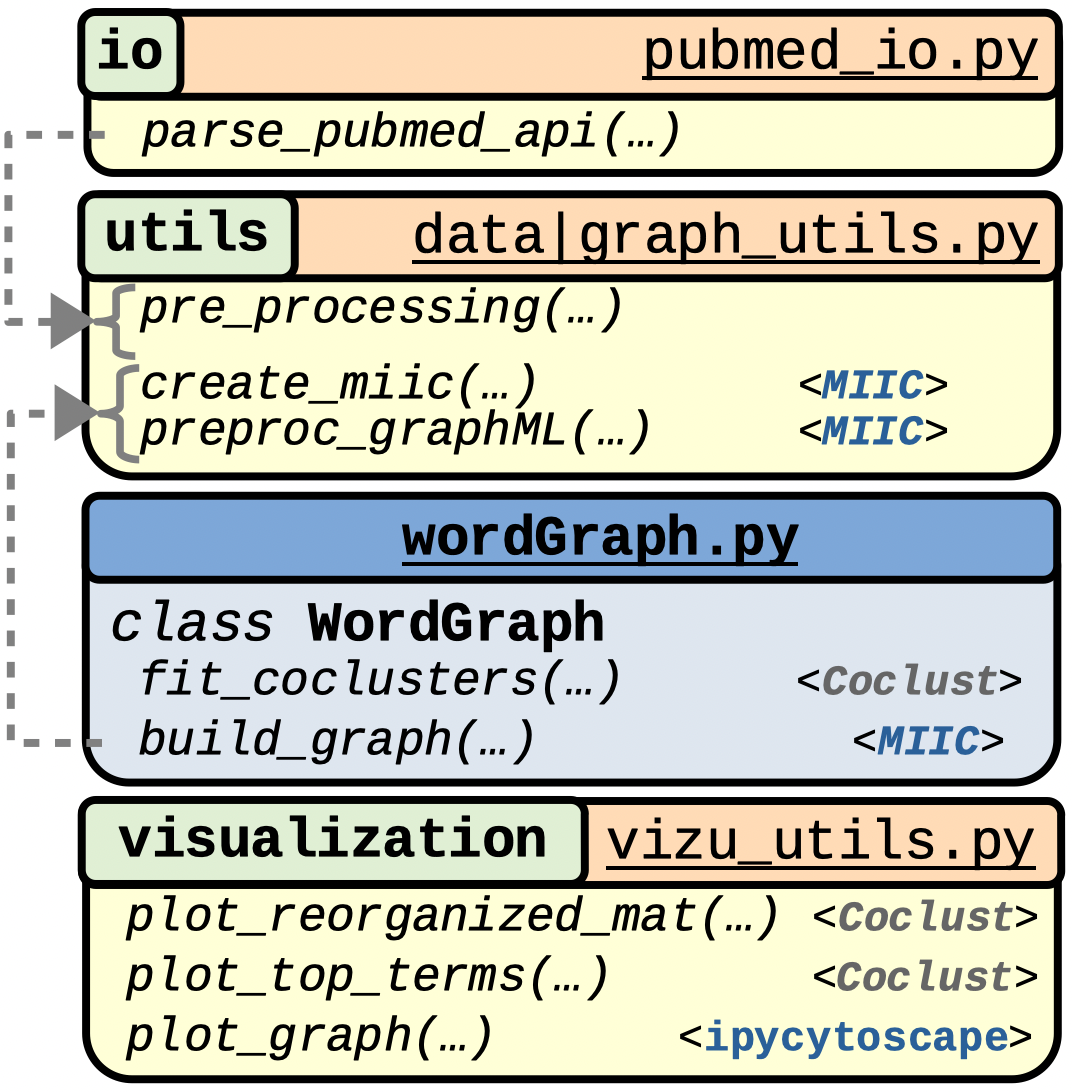 io pubmed_io.py
parse_pubmed_api(…)
utils data|graph_utils.py
pre_processing(…)
create_miic(…) <MIIC>
preproc_graphML(…) <MIIC>
wordGraph.py
class WordGraph
fit_coclusters(…) <Coclust>
build_graph(…) <MIIC>
visualization vizu_utils.py
plot_reorganized_mat(…) <Coclust>
plot_top_terms(…) <Coclust>
plot_graph(…) <ipycytoscape>